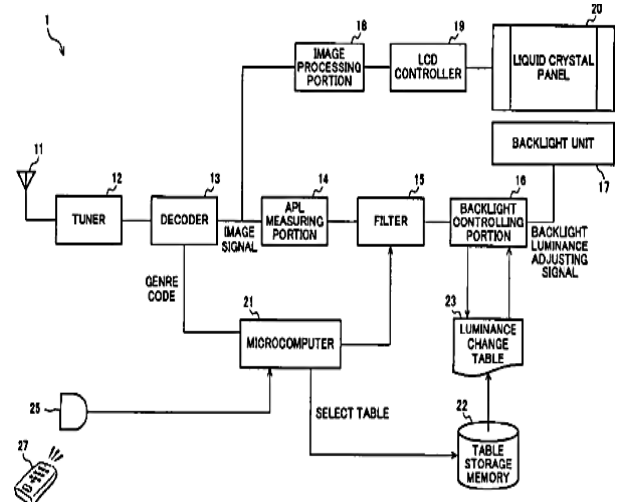 1
18
IMAGE
PROCESSING
PORTION
19
LCD
CONTROLLER
20
LIQUID CRYSTAL
PANEL
BACKLIGHT UNIT
17
11
12
TUNER
13
DECODER
14
APL
MEASURING
PORTION
15
FILTER
16
BACKLIGHT
CONTROLLING
PORTION
IMAGE
SIGNAL
BACKLIGHT
LUMINANCE
ADJUSTING
SIGNAL
GENRE
CODE
21
MICROCOMPUTER
23
LUMINANCE
CHANGE
TABLE
25
SELECT TABLE
22
TABLE
STORAGE
MEMORY
27